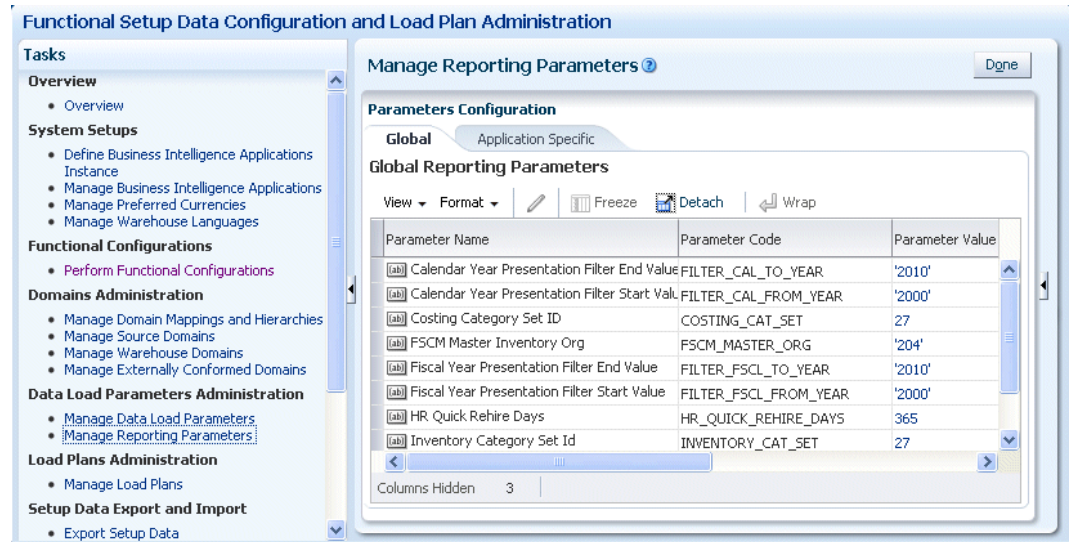 Functional Setup Data Configuration and Load Plan Administration
Tasks
Overview
• Overview
System Setups
• Define Business Intelligence Applications
Instance
• Manage Business Intelligence Applications
• Manage Preferred Currencies
• Manage Warehouse Languages
Functional Configurations
• Perform Functional Configurations
Domains Administration
• Manage Domain Mappings and Hierarchies
• Manage Source Domains
• Manage Warehouse Domains
• Manage Externally Conformed Domains
Data Load Parameters Administration
• Manage Data Load Parameters
• Manage Reporting Parameters
Load Plans Administration
• Manage Load Plans
Setup Data Export and Import
• Export Setup Data
Manage Reporting Parameters ? Done
Parameters Configuration
Global Application Specific
Global Reporting Parameters
View Format Freeze Detach Wrap
Parameter Name Parameter Code Parameter Value
[ab] Calendar Year Presentation Filter End Value FILTER_CAL_TO_YEAR '2010'
[ab] Calendar Year Presentation Filter Start Valu FILTER_CAL_FROM_YEAR '2000'
[ab] Costing Category Set ID COSTING_CAT_SET 27
[ab] FSCM Master Inventory Org FSCM_MASTER_ORG '204'
[ab] Fiscal Year Presentation Filter End Value FILTER_FSCL_TO_YEAR '2010'
[ab] Fiscal Year Presentation Filter Start Value FILTER_FSCL_FROM_YEAR '2000'
[ab] HR Quick Rehire Days HR_QUICK_REHIRE_DAYS 365
[ab] Inventory Category Set Id INVENTORY_CAT_SET 27
Columns Hidden 3